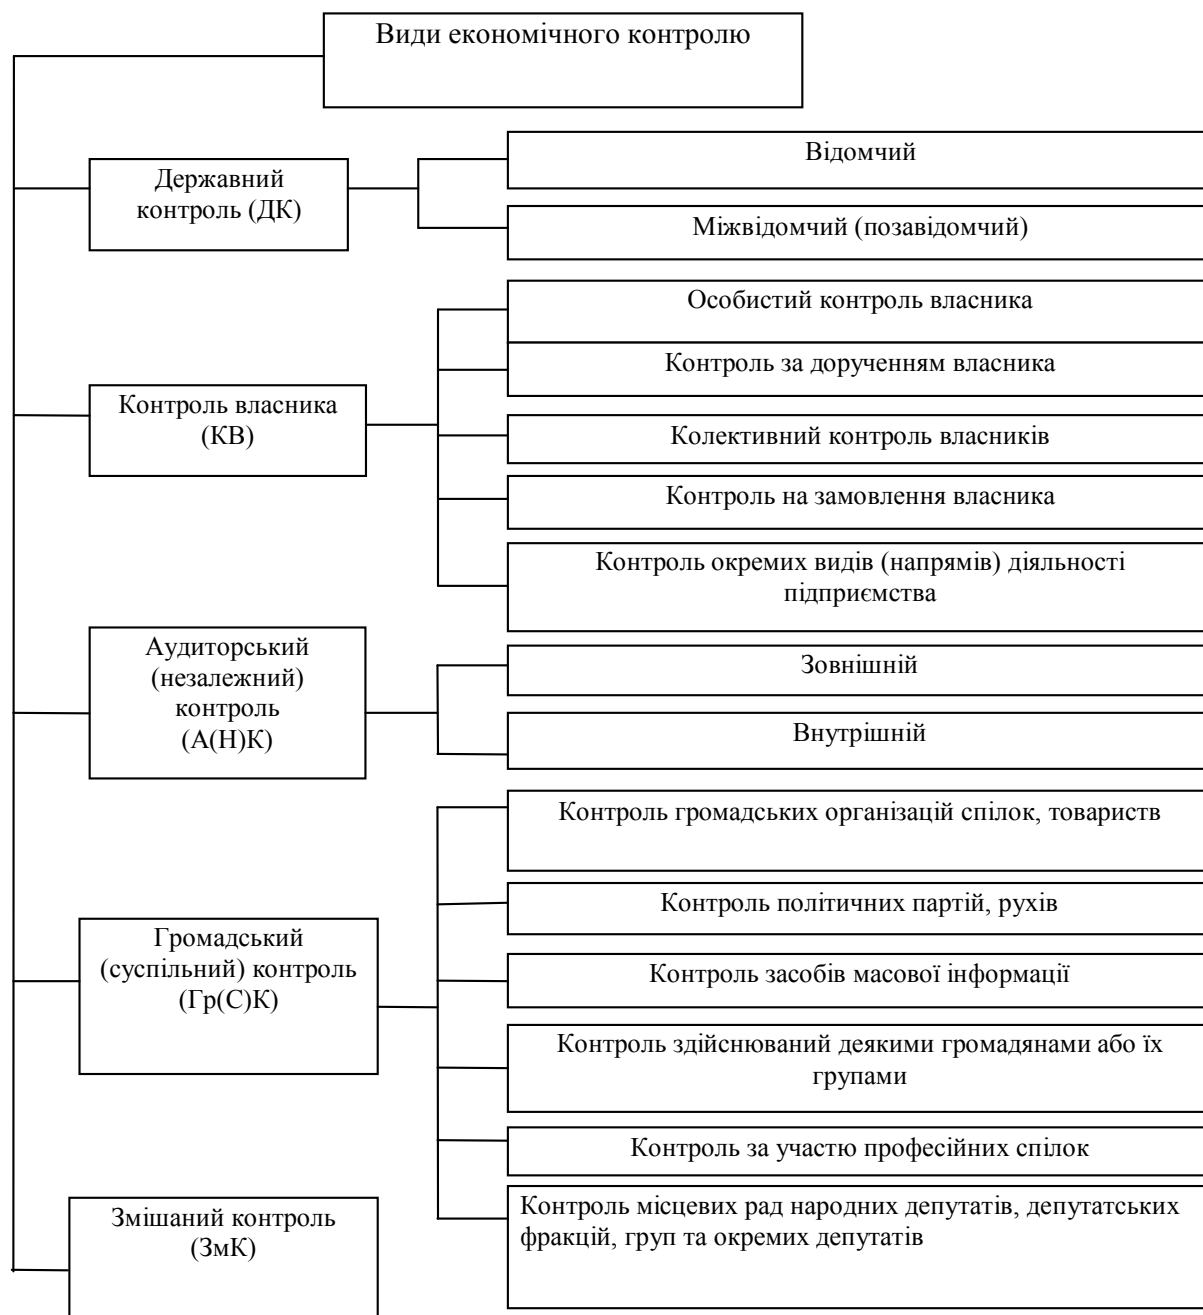 Види економічного контролю
Державний
контроль (ДК)
Відомчий
Міжвідомчий (позавідомчий)
Контроль власника
(КВ)
Особистий контроль власника
Контроль за дорученням власника
Колективний контроль власників
Контроль на замовлення власника
Контроль окремих видів (напрямів) діяльності
підприємства
Аудиторський
(незалежний)
контроль
(А(Н)К)
Зовнішній
Внутрішній
Громадський
(суспільний) контроль
(Гр(С)К)
Контроль громадських організацій спілок, товариств
Контроль політичних партій, рухів
Контроль засобів масової інформації
Контроль здійснюваний деякими громадянами або їх
групами
Контроль за участю професійних спілок
Контроль місцевих рад народних депутатів, депутатських
фракцій, груп та окремих депутатів
Змішаний контроль
(ЗмК)